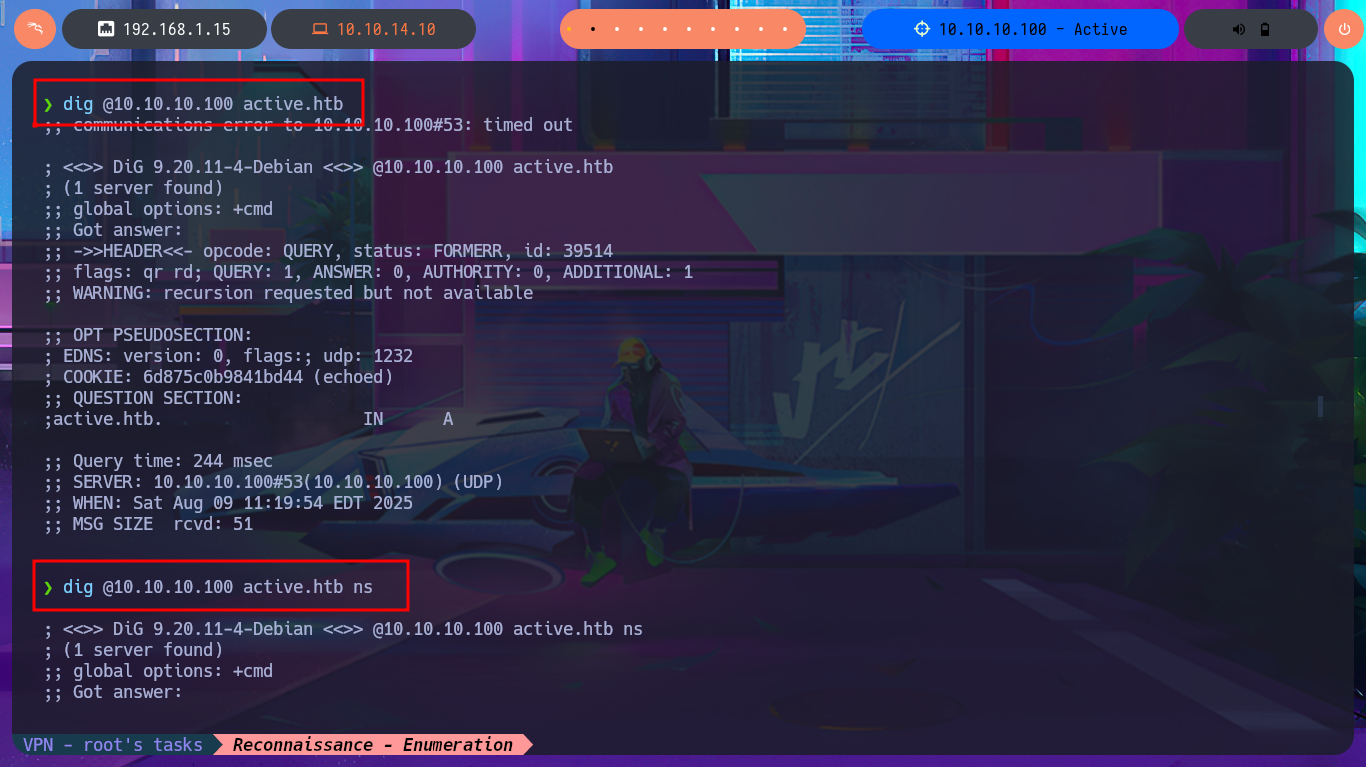 192.168.1.15
10.10.14.10
10.10.10.100 - Active
❯ dig @10.10.10.100 active.htb
;; communications error to 10.10.10.100#53: timed out
; <<>> DiG 9.20.11-4-Debian <<>> @10.10.10.100 active.htb
; (1 server found)
;; global options: +cmd
;; Got answer:
;; ->>HEADER<<- opcode: QUERY, status: FORMERR, id: 39514
;; flags: qr rd; QUERY: 1, ANSWER: 0, AUTHORITY: 0, ADDITIONAL: 1
;; WARNING: recursion requested but not available
;; OPT PSEUDOSECTION:
; EDNS: version: 0, flags:; udp: 1232
; COOKIE: 6d875c0b9841bd44 (echoed)
;; QUESTION SECTION:
;active.htb. IN A
;; Query time: 244 msec
;; SERVER: 10.10.10.100#53(10.10.10.100) (UDP)
;; WHEN: Sat Aug 09 11:19:54 EDT 2025
;; MSG SIZE rcvd: 51
❯ dig @10.10.10.100 active.htb ns
; <<>> DiG 9.20.11-4-Debian <<>> @10.10.10.100 active.htb ns
; (1 server found)
;; global options: +cmd
;; Got answer:
VPN - root's tasks
Reconnaissance - Enumeration